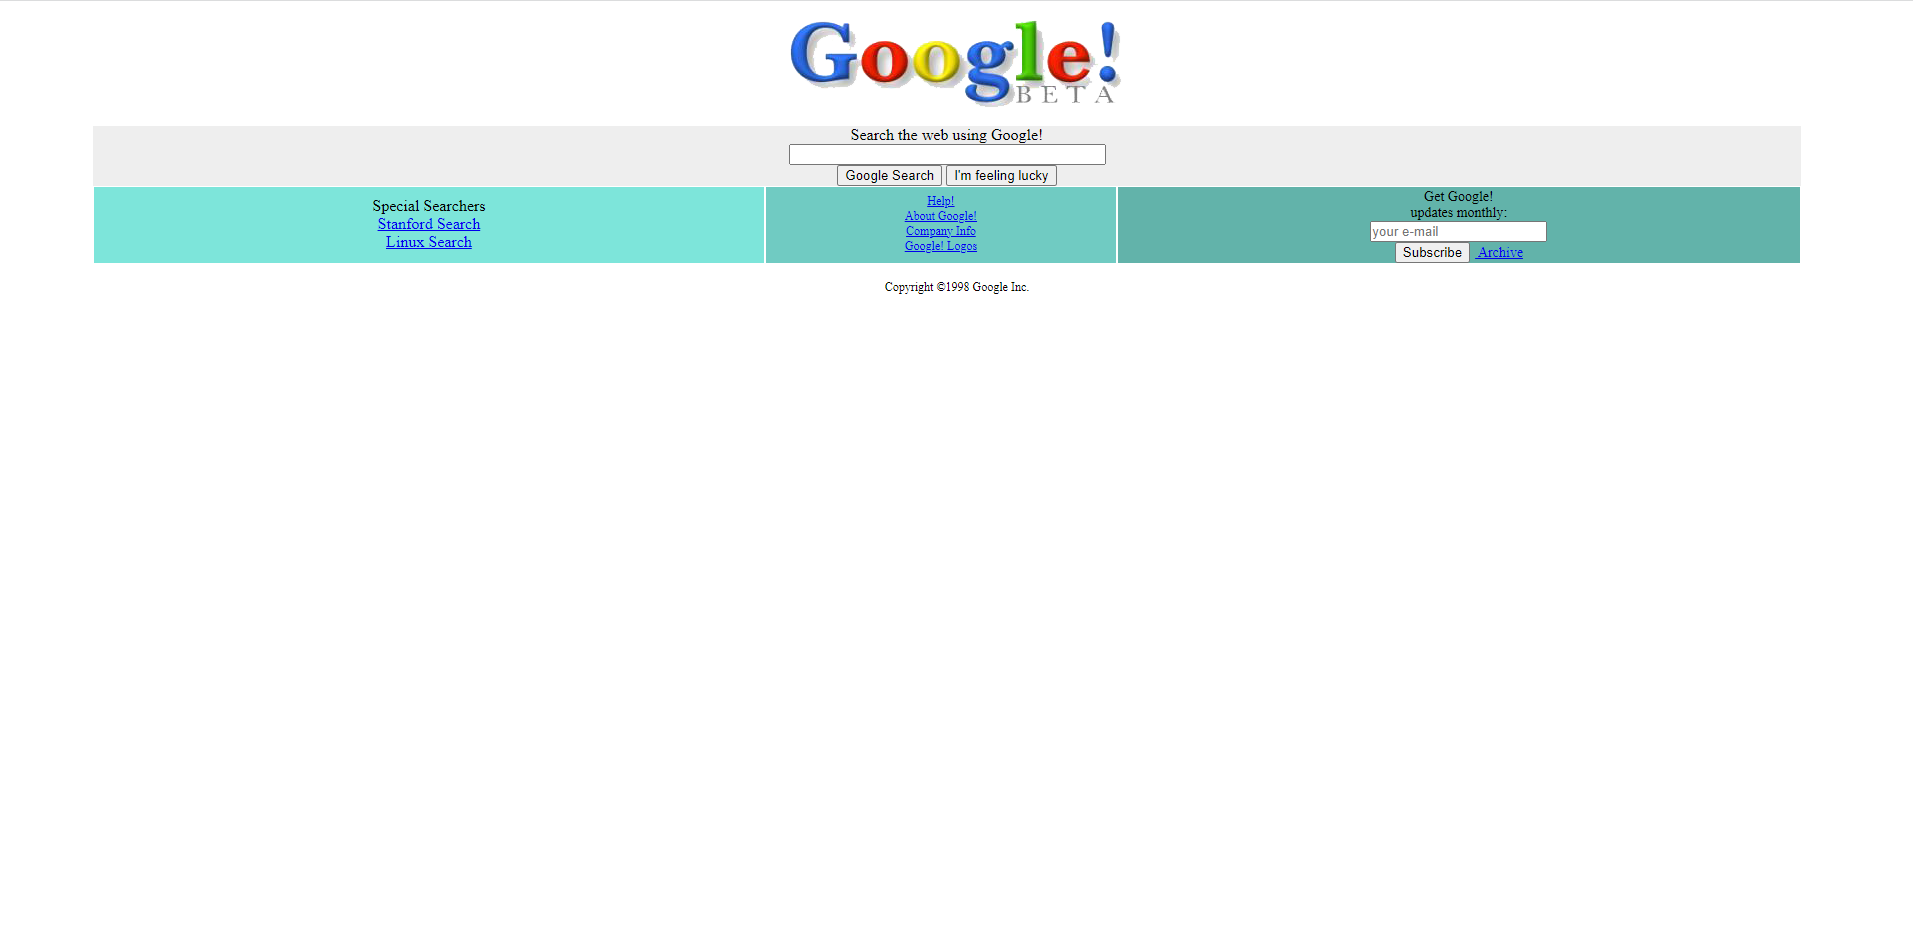 Google!
BETA
Search the web using Google!
Google Search I'm feeling lucky
Special Searchers
Stanford Search
Linux Search
Help!
About Google!
Company Info
Google! Logos
Get Google!
updates monthly:
your e-mail
Subscribe Archive
Copyright ©1998 Google Inc.